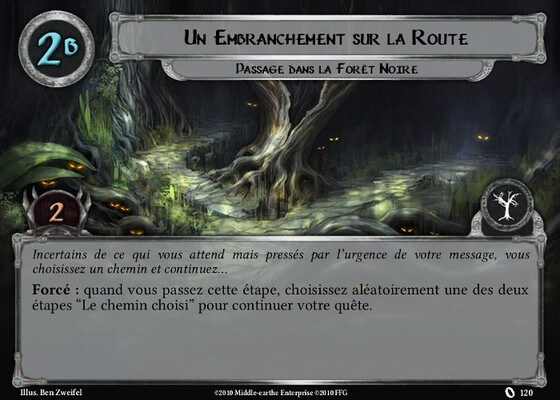 2B
Un Embranchement sur la Route
Passage dans la Forêt Noire
2
Incertains de ce qui vous attend mais pressés par l'urgence de votre message, vous
choisissez un chemin et continuez...
Forcé : quand vous passez cette étape, choisissez aléatoirement une des deux
étapes “Le chemin choisi” pour continuer votre quête.
Illus. Ben Zweifel
©2010 Middle-earthe Enterprise ©2010 FFG
120